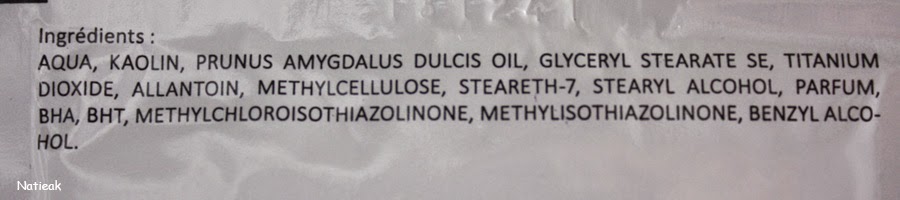 Ingrédients :
AQUA, KAOLIN, PRUNUS AMYGDALUS DULCIS OIL, GLYCERYL STEARATE SE, TITANIUM
DIOXIDE, ALLANTOIN, METHYLCELLULOSE, STEARETH-7, STEARYL ALCOHOL, PARFUM,
BHA, BHT, METHYLCHLOROISOTHIAZOLINONE, METHYLISOTHIAZOLINONE, BENZYL ALCO-
HOL.
Natieak